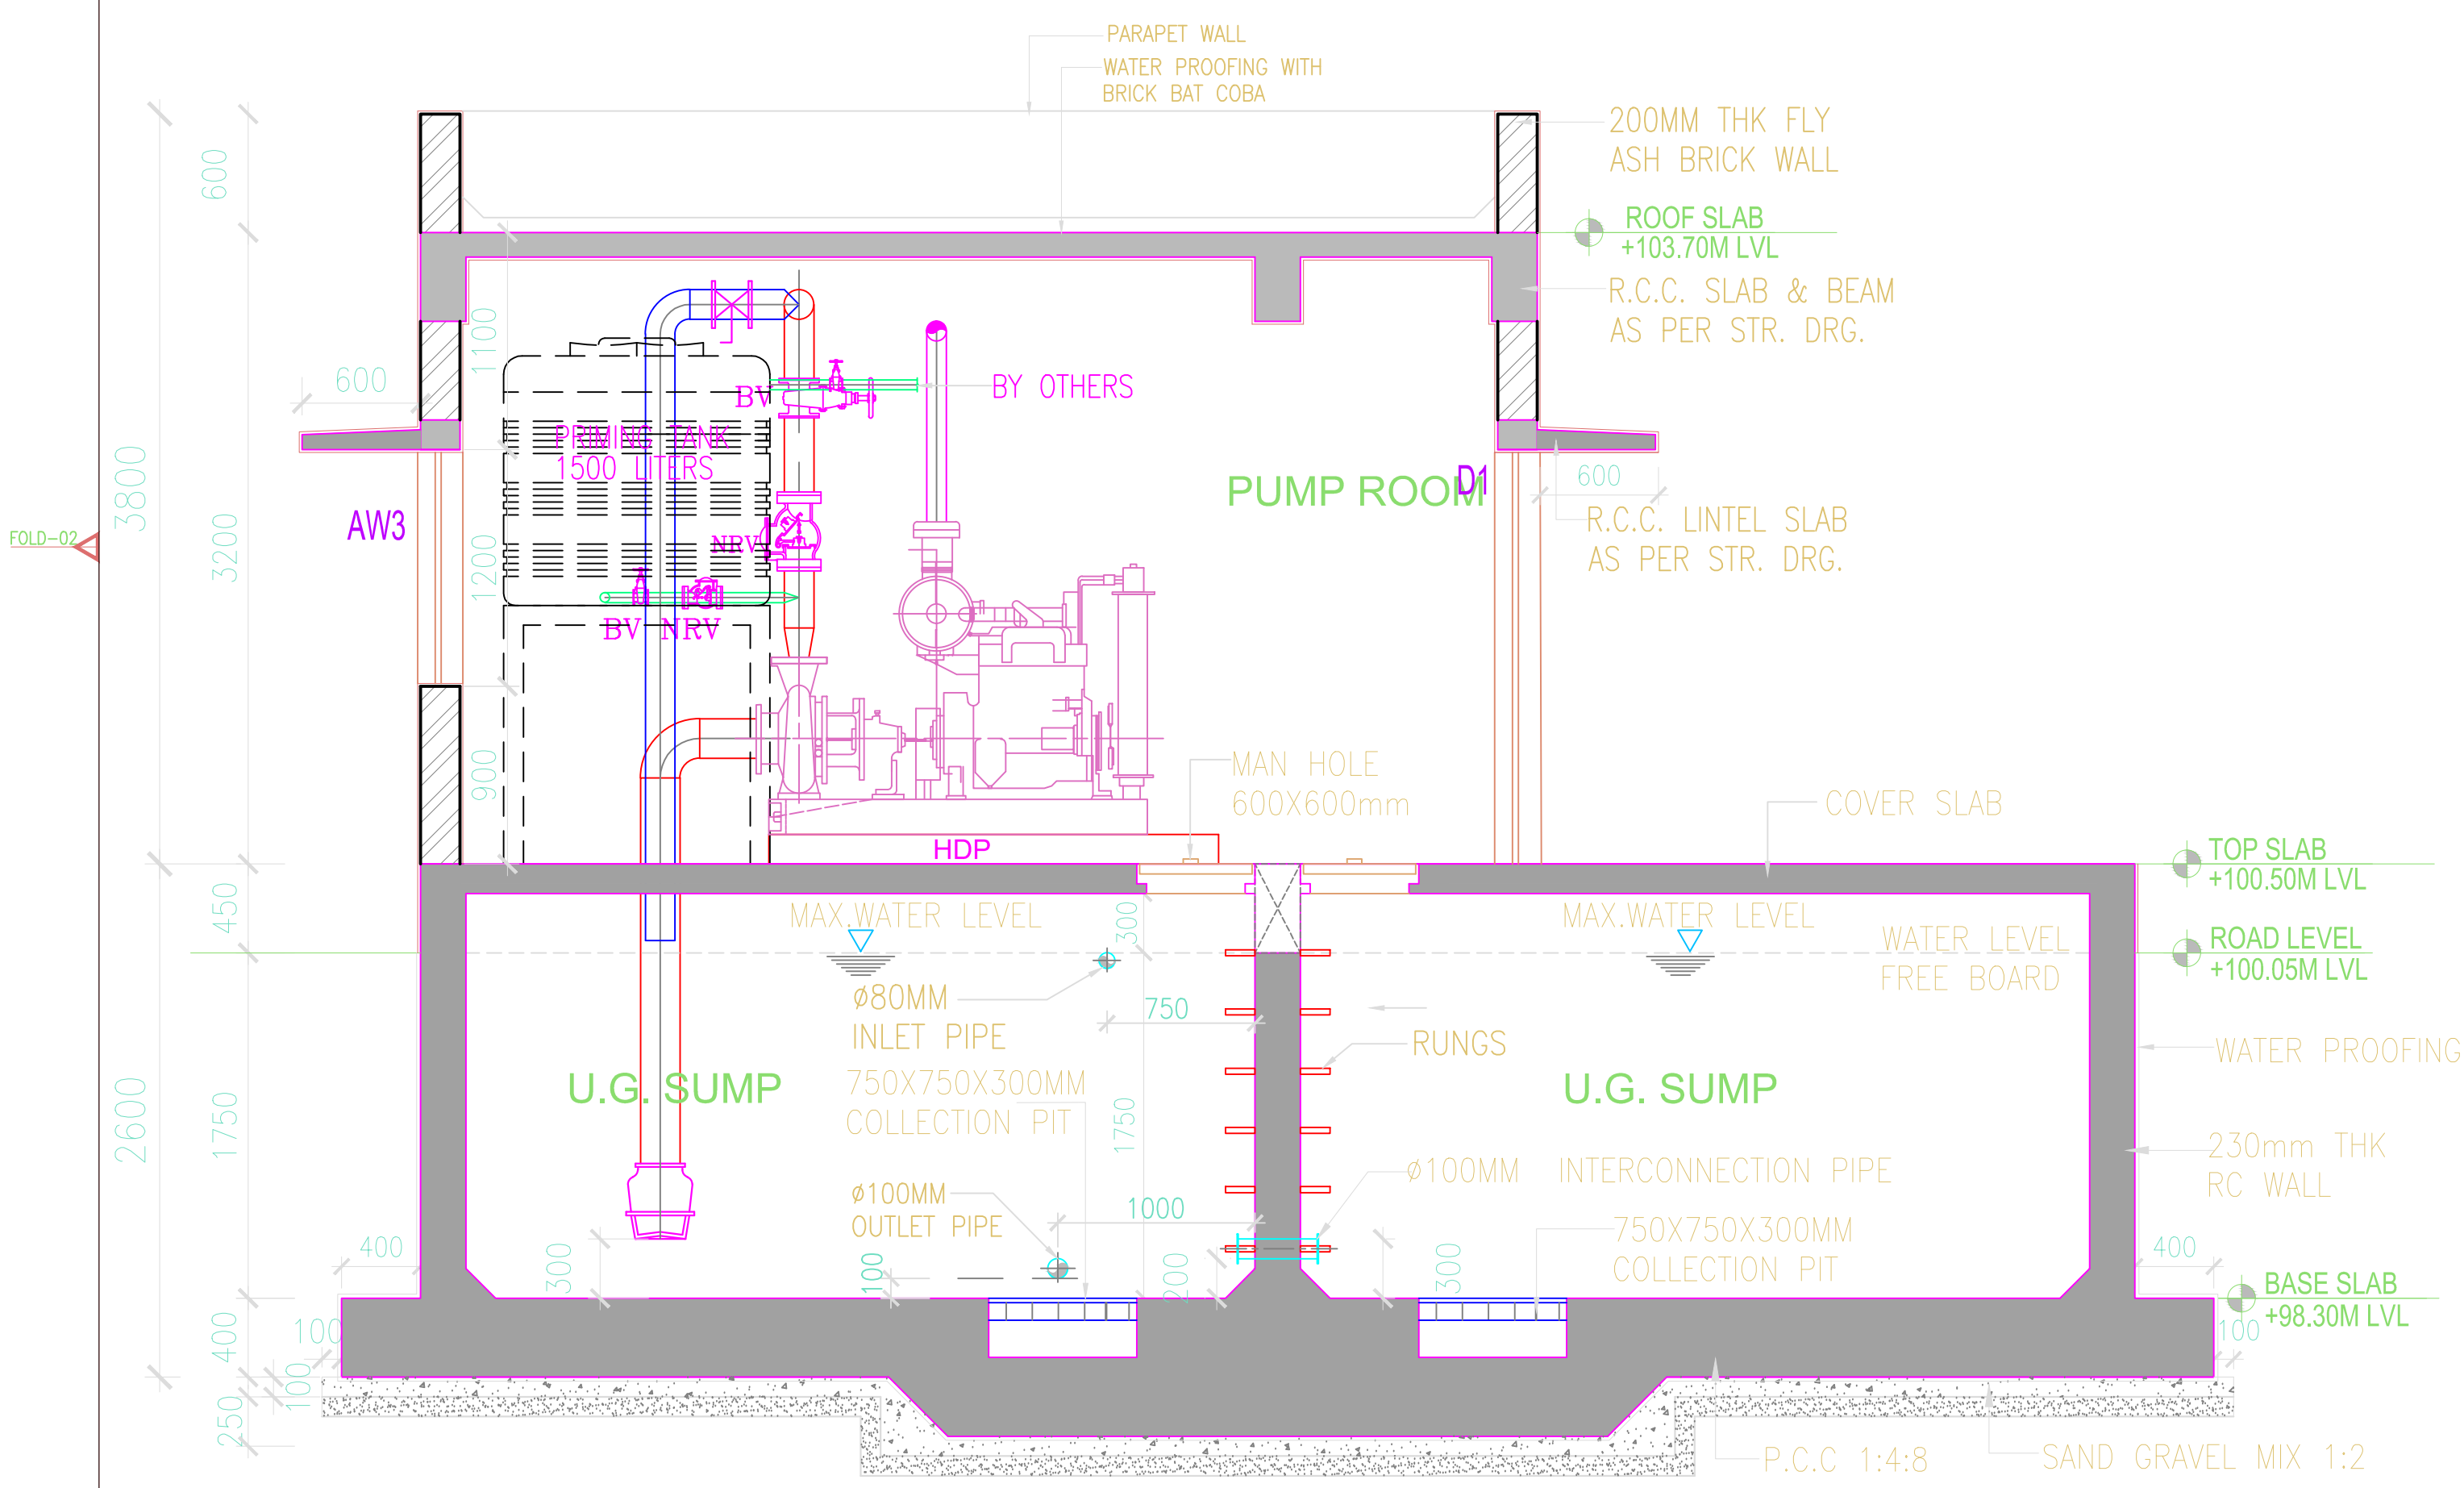 PARAPET WALL
WATER PROOFING WITH
BRICK BAT COBA
200MM THK FLY
ASH BRICK WALL
600
ROOF SLAB
+103.70M LVL
R.C.C. SLAB & BEAM
AS PER STR. DRG.
1100
600
BV
BY OTHERS
PRIMING TANK
1500 LITERS
PUMP ROOM
D1
600
3800
3200
AW3
FOLD-02
NRV
1200
R.C.C. LINTEL SLAB
AS PER STR. DRG.
BV
NRV
900
MAN HOLE
600X600mm
COVER SLAB
HDP
TOP SLAB
+100.50M LVL
450
MAX.WATER LEVEL
300
MAX.WATER LEVEL
WATER LEVEL
FREE BOARD
ROAD LEVEL
+100.05M LVL
ø80MM
INLET PIPE
750
RUNGS
WATER PROOFING
U.G. SUMP
750X750X300MM
COLLECTION PIT
U.G. SUMP
2600
1750
1750
230mm THK
RC WALL
ø100MM INTERCONNECTION PIPE
ø100MM
OUTLET PIPE
1000
750X750X300MM
COLLECTION PIT
400
300
100
200
300
400
BASE SLAB
+98.30M LVL
400
100
100
100
250
P.C.C 1:4:8
SAND GRAVEL MIX 1:2